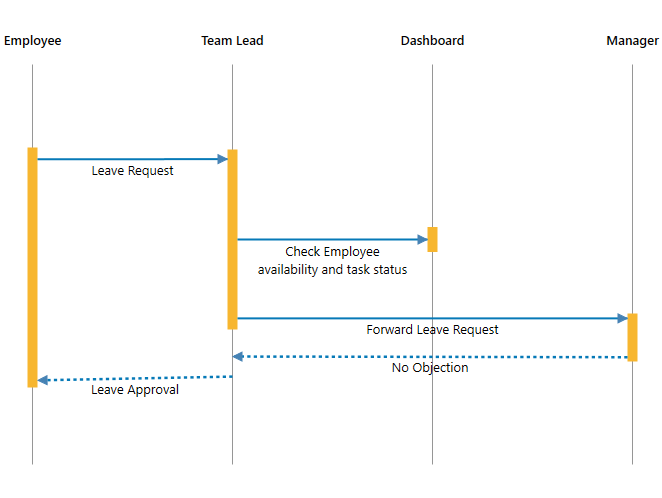 Employee
Team Lead
Dashboard
Manager
Leave Request
Check Employee
availability and task status
Forward Leave Request
No Objection
Leave Approval